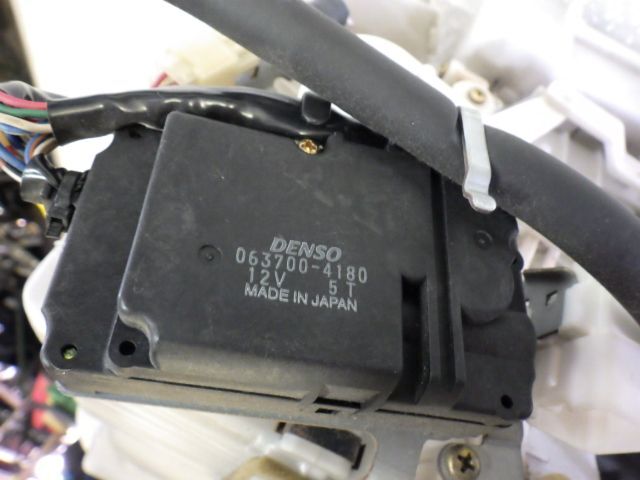 DENSO
063700-4180
12V 5T
MADE IN JAPAN